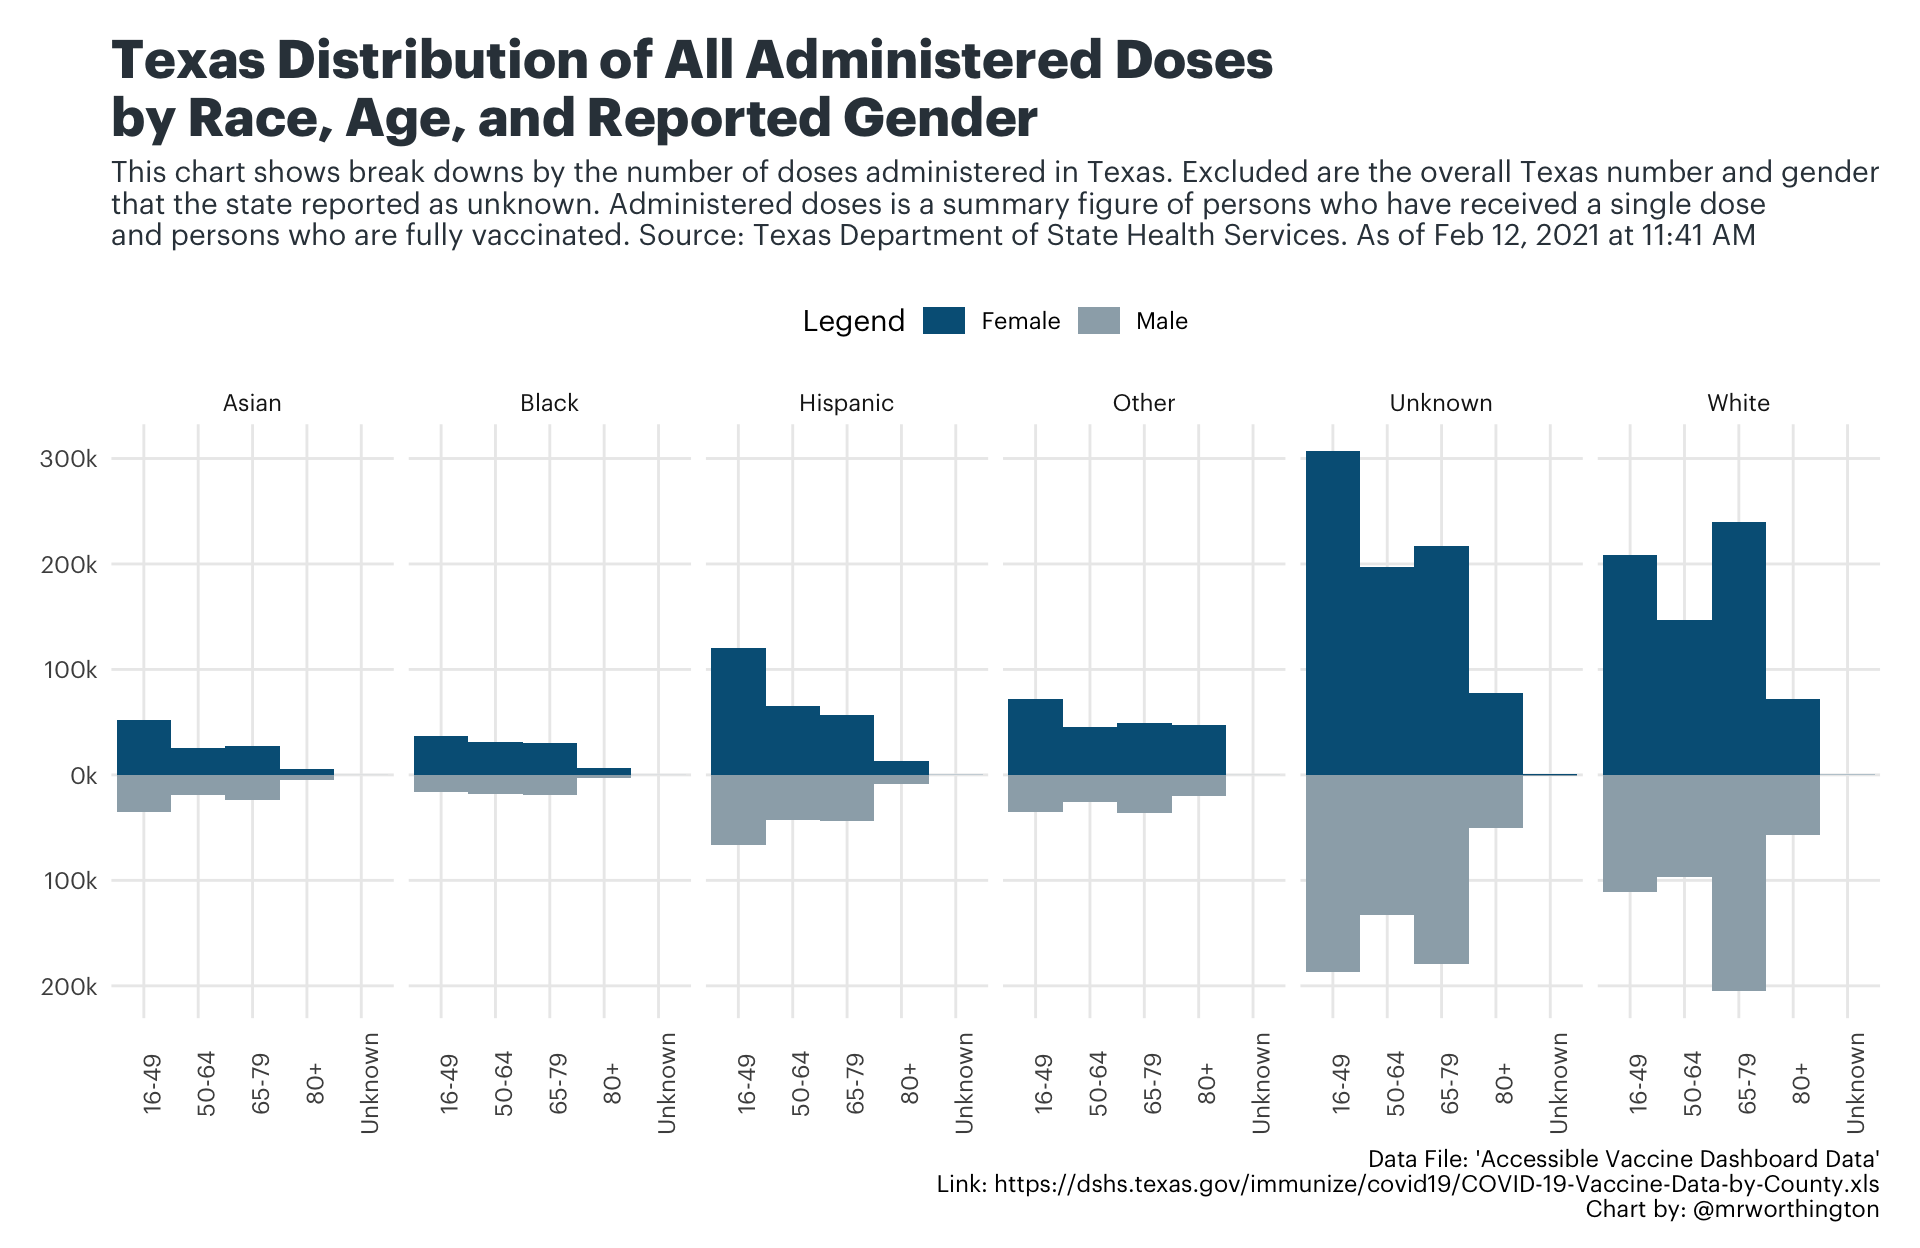 Texas Distribution of All Administered Doses
by Race, Age, and Reported Gender
This chart shows break downs by the number of doses administered in Texas. Excluded are the overall Texas number and gender
that the state reported as unknown. Administered doses is a summary figure of persons who have received a single dose
and persons who are fully vaccinated. Source: Texas Department of State Health Services. As of Feb 12, 2021 at 11:41 AM
Legend Female Male
Asian Black Hispanic Other Unknown White
300k
200k
100k
0k
100k
200k
16-49 50-64 65-79 80+ Unknown 16-49 50-64 65-79 80+ Unknown 16-49 50-64 65-79 80+ Unknown 16-49 50-64 65-79 80+ Unknown 16-49 50-64 65-79 80+ Unknown 16-49 50-64 65-79 80+ Unknown
Data File: 'Accessible Vaccine Dashboard Data'
Link: https://dshs.texas.gov/immunize/covid19/COVID-19-Vaccine-Data-by-County.xls
Chart by: @mrworthington